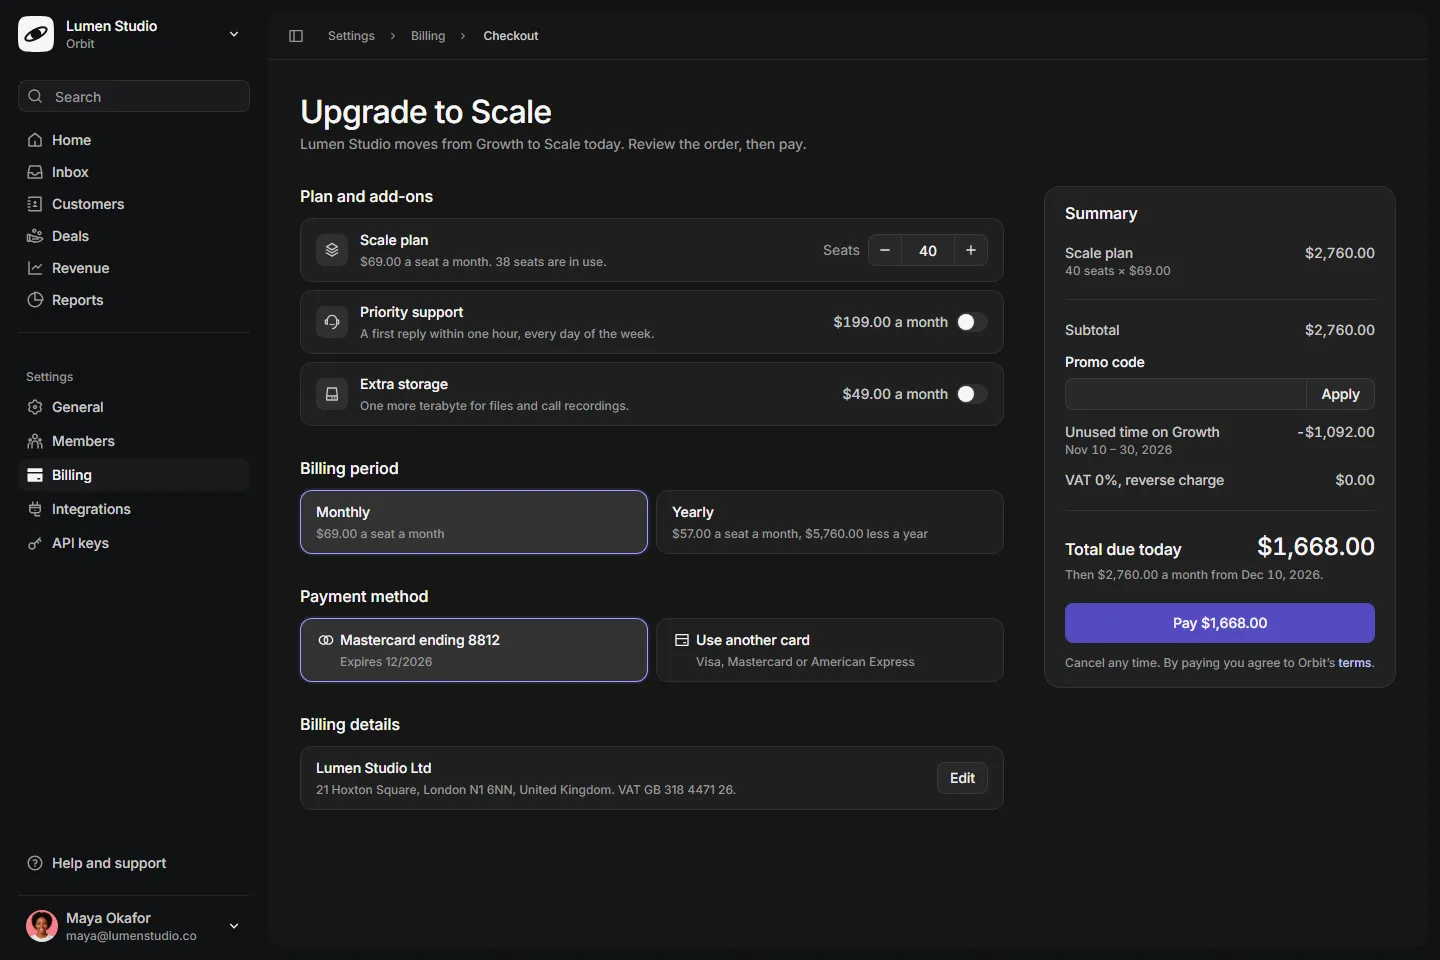 Lumen Studio
Orbit
Search
Home
Inbox
Customers
Deals
Revenue
Reports
Settings
General
Members
Billing
Integrations
API keys
Help and support
Maya Okafor
maya@lumenstudio.co
Settings > Billing > Checkout
Upgrade to Scale
Lumen Studio moves from Growth to Scale today. Review the order, then pay.
Plan and add-ons
Scale plan
$69.00 a seat a month. 38 seats are in use.
Seats − 40 +
Priority support
A first reply within one hour, every day of the week.
$199.00 a month
Extra storage
One more terabyte for files and call recordings.
$49.00 a month
Billing period
Monthly
$69.00 a seat a month
Yearly
$57.00 a seat a month, $5,760.00 less a year
Payment method
Mastercard ending 8812
Expires 12/2026
Use another card
Visa, Mastercard or American Express
Billing details
Lumen Studio Ltd
21 Hoxton Square, London N1 6NN, United Kingdom. VAT GB 318 4471 26.
Edit
Summary
Scale plan $2,760.00
40 seats × $69.00
Subtotal $2,760.00
Promo code
Apply
Unused time on Growth -$1,092.00
Nov 10 – 30, 2026
VAT 0%, reverse charge $0.00
Total due today $1,668.00
Then $2,760.00 a month from Dec 10, 2026.
Pay $1,668.00
Cancel any time. By paying you agree to Orbit’s terms.